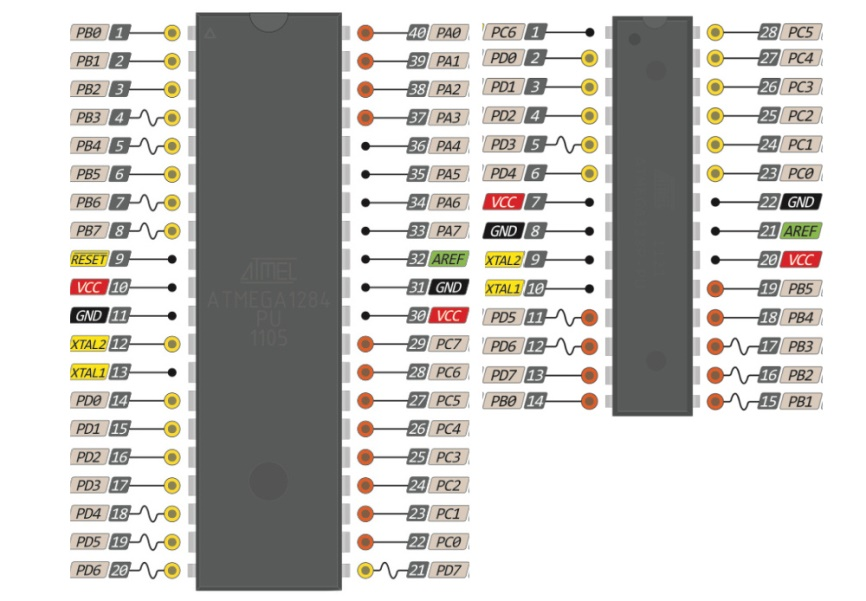 PB0 1 40 PA0 PC6 1 28 PC5
PB1 2 39 PA1 PD0 2 27 PC4
PB2 3 38 PA2 PD1 3 26 PC3
PB3 4 37 PA3 PD2 4 25 PC2
PB4 5 36 PA4 PD3 5 24 PC1
PB5 6 35 PA5 PD4 6 23 PC0
PB6 7 34 PA6 VCC 7 22 GND
PB7 8 33 PA7 GND 8 21 AREF
RESET 9 32 AREF XTAL2 9 20 VCC
VCC 10 31 GND XTAL1 10 19 PB5
GND 11 30 VCC PD5 11 18 PB4
XTAL2 12 29 PC7 PD6 12 17 PB3
XTAL1 13 28 PC6 PD7 13 16 PB2
PD0 14 27 PC5 PB0 14 15 PB1
PD1 15 26 PC4
PD2 16 25 PC3
PD3 17 24 PC2
PD4 18 23 PC1
PD5 19 22 PC0
PD6 20 21 PD7
ATMEL
ATMEGA1284
PU
1105